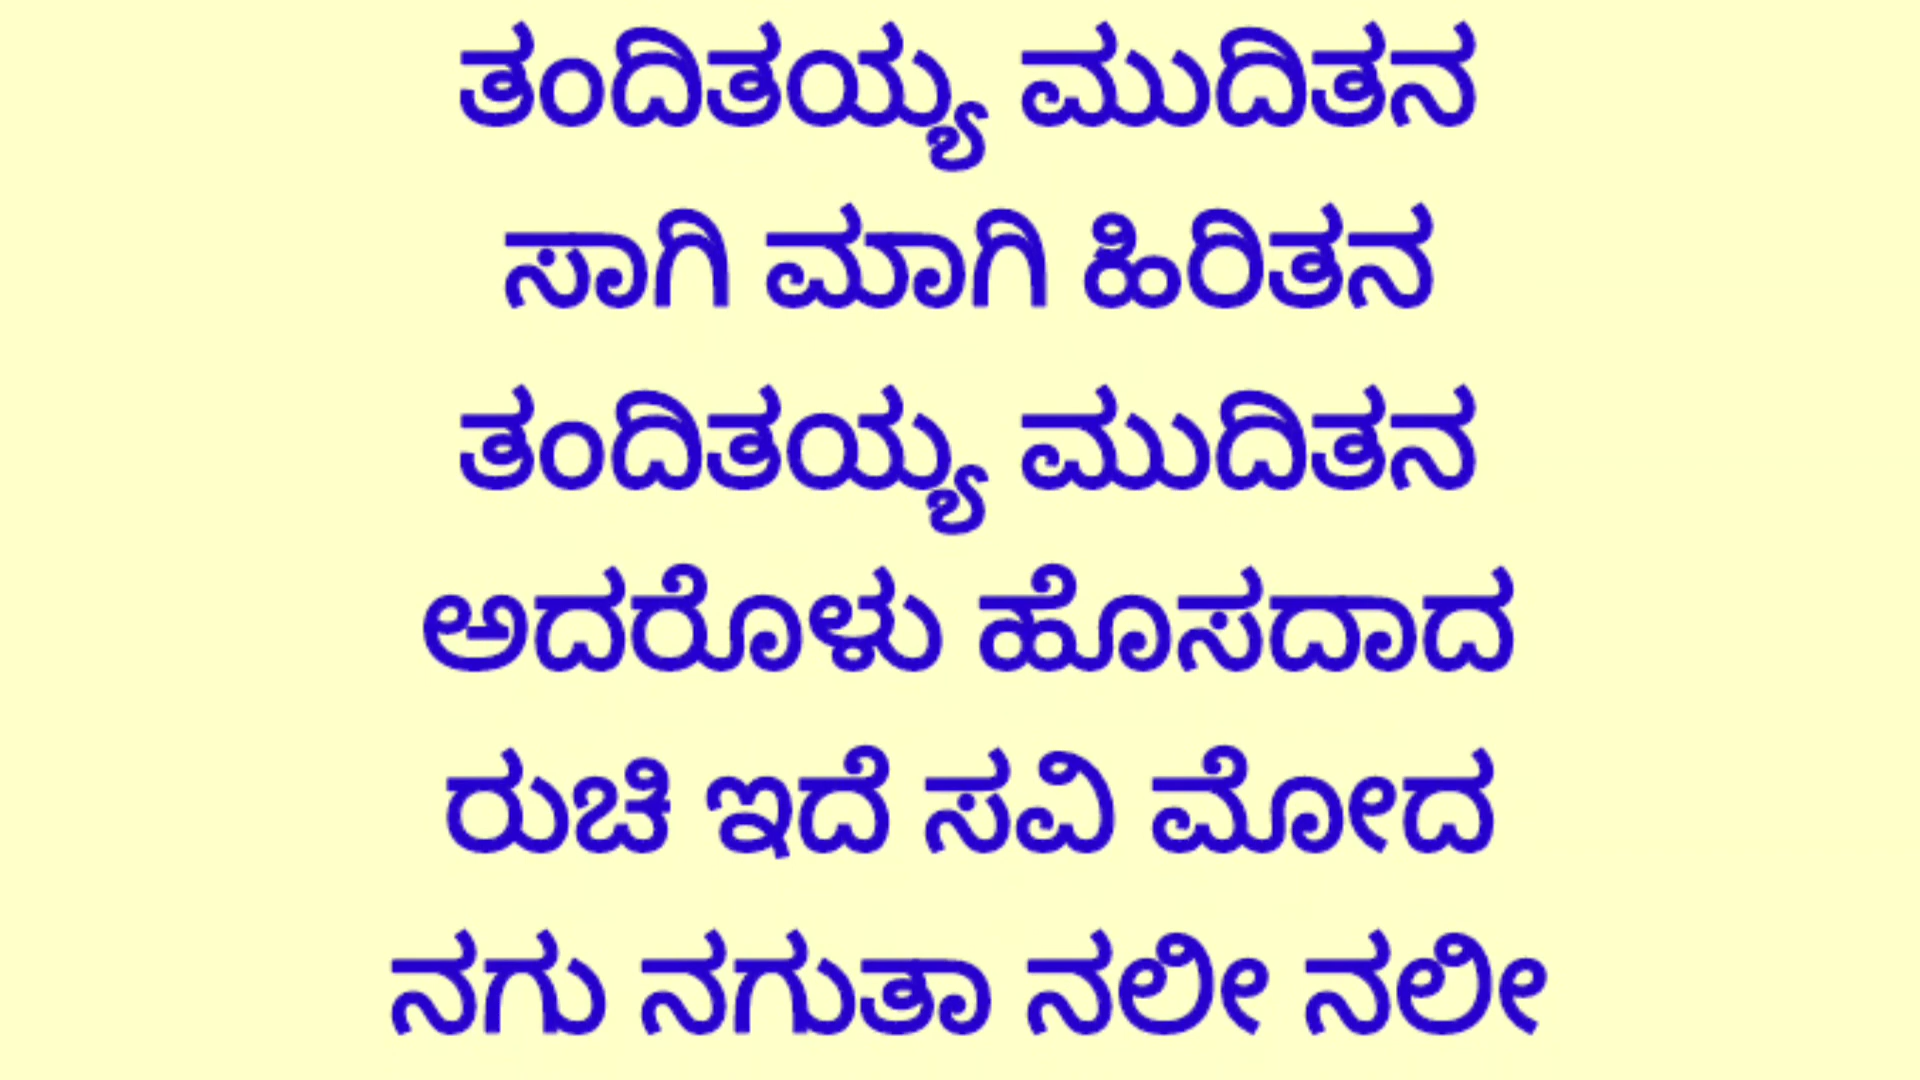 ತಂದಿತಯ್ಯ ಮುದಿತನ
ಸಾಗಿ ಮಾಗಿ ಹಿರಿತನ
ತಂದಿತಯ್ಯ ಮುದಿತನ
ಅದರೊಳು ಹೊಸದಾದ
ರುಚಿ ಇದೆ ಸವಿ ಮೋದ
ನಗು ನಗುತಾ ನಲೀ ನಲೀ